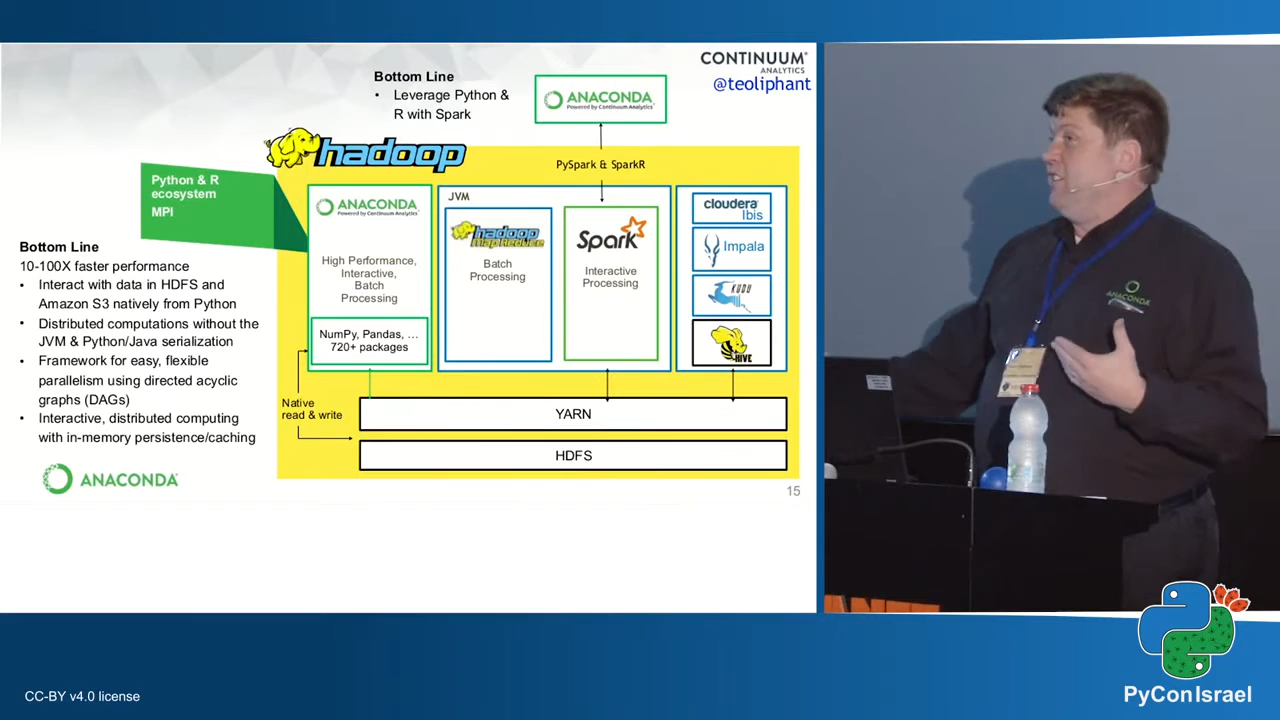 CONTINUUM
ANALYTICS
@teoliphant
Bottom Line
• Leverage Python &
R with Spark
ANACONDA
Powered by Continuum Analytics
hadoop
PySpark & SparkR
Python & R
ecosystem
MPI
ANACONDA
Powered by Continuum Analytics
High Performance,
Interactive,
Batch
Processing
NumPy, Pandas, …
720+ packages
JVM
hadoop
MapReduce
Batch
Processing
Spark
Interactive
Processing
cloudera
Ibis
Impala
KUDU
HIVE
Bottom Line
10-100X faster performance
• Interact with data in HDFS and
Amazon S3 natively from Python
• Distributed computations without the
JVM & Python/Java serialization
• Framework for easy, flexible
parallelism using directed acyclic
graphs (DAGs)
• Interactive, distributed computing
with in-memory persistence/caching
Native
read & write
YARN
HDFS
ANACONDA
15
ANACONDA
CC-BY v4.0 license
PyConIsrael